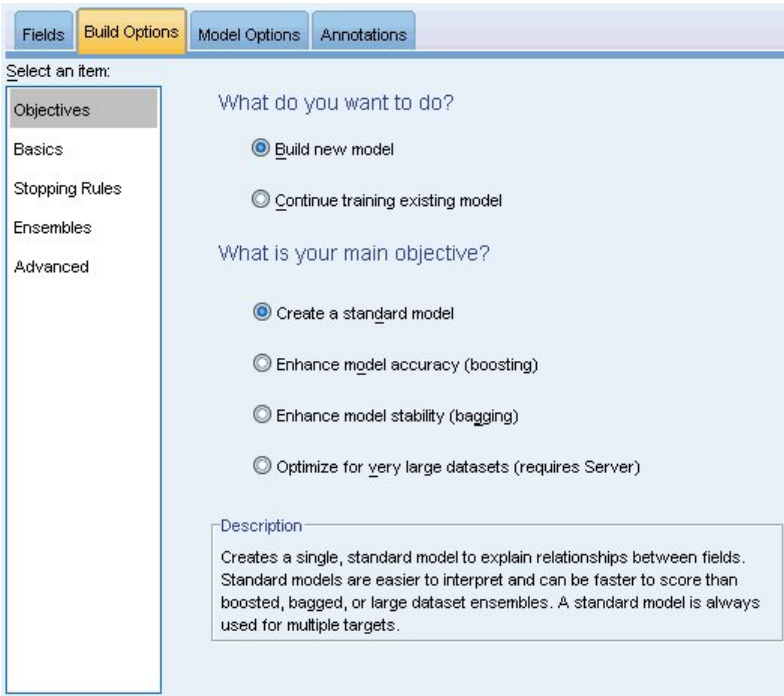 Fields
Build Options
Model Options
Annotations
Select an item:
Objectives
Basics
Stopping Rules
Ensembles
Advanced
What do you want to do?
Build new model
Continue training existing model
What is your main objective?
Create a standard model
Enhance model accuracy (boosting)
Enhance model stability (bagging)
Optimize for very large datasets (requires Server)
Description
Creates a single, standard model to explain relationships between fields.
Standard models are easier to interpret and can be faster to score than
boosted, bagged, or large dataset ensembles. A standard model is always
used for multiple targets.